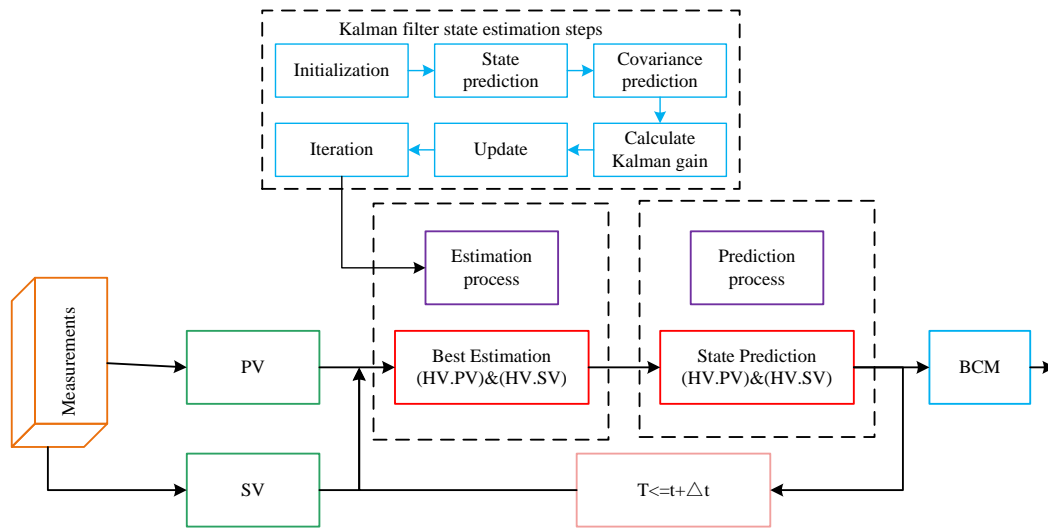 Kalman filter state estimation steps
Initialization
State
prediction
Covariance
prediction
Iteration
Update
Calculate
Kalman gain
Estimation
process
Prediction
process
Measurements
PV
Best Estimation
(HV.PV)&(HV.SV)
State Prediction
(HV.PV)&(HV.SV)
BCM
SV
T<=t+△t